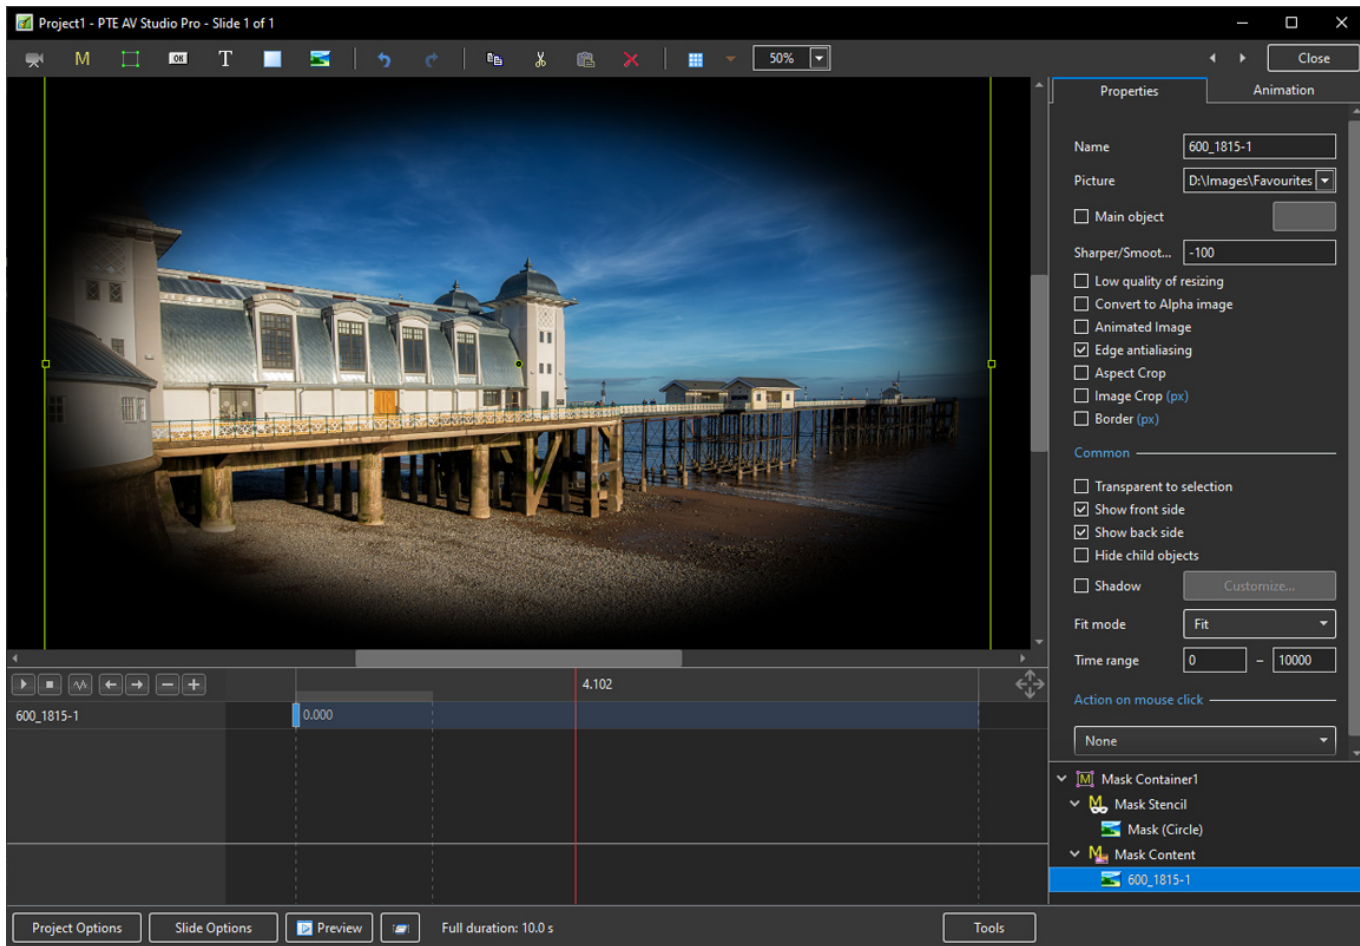 Project1 - PTE AV Studio Pro - Slide 1 of 1
M
OK
T
50%
Close
Properties
Animation
Name
600_1815-1
Picture
D:\Images\Favourites
Main object
Sharper/Smoot...
-100
Low quality of resizing
Convert to Alpha image
Animated Image
Edge antialiasing
Aspect Crop
Image Crop (px)
Border (px)
Common
Transparent to selection
Show front side
Show back side
Hide child objects
Shadow
Customize...
Fit mode
Fit
Time range
0 – 10000
Action on mouse click
None
4.102
600_1815-1
0.000
Mask Container1
Mask Stencil
Mask (Circle)
Mask Content
600_1815-1
Project Options
Slide Options
Preview
Full duration: 10.0 s
Tools